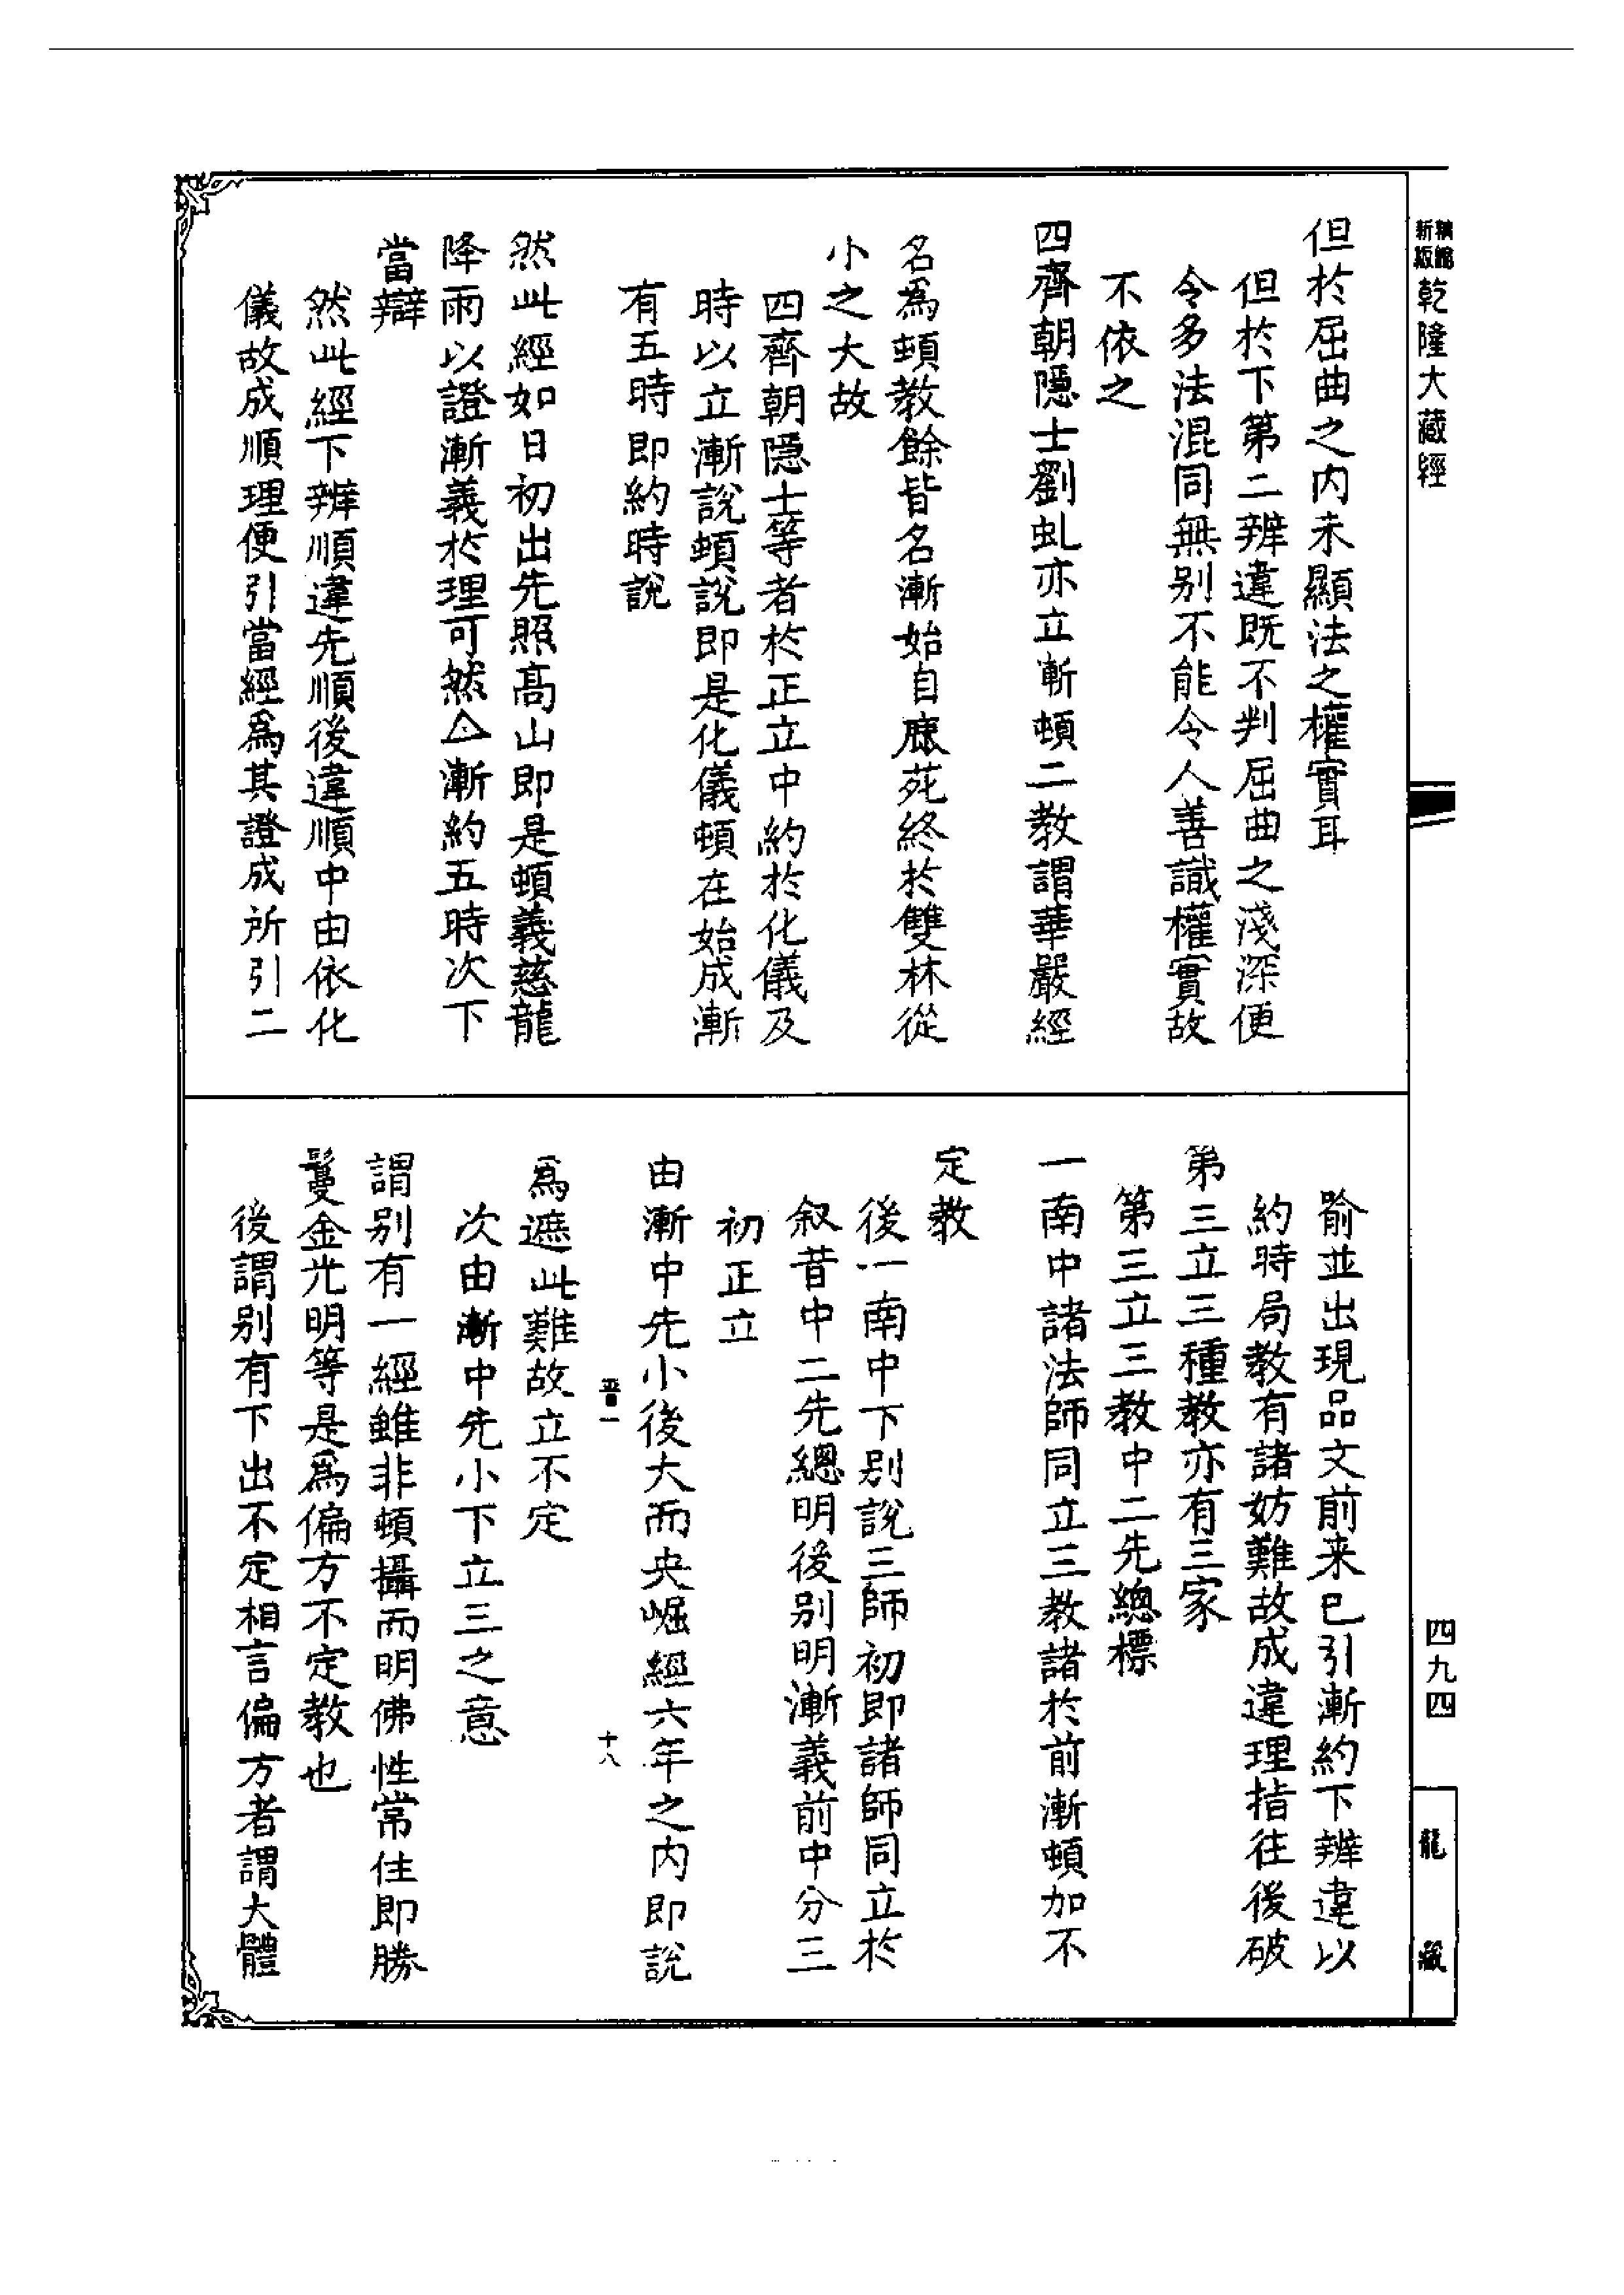 新編
縮版
乾隆大藏經
但於屈曲之內未顯法之權實耳
但於下第二辨違既不判屈曲之淺深便
令多法混同無别不能令人善識權實故
不依之
四齊朝隱士劉虬亦立漸頓二教謂華嚴經
名爲頓教餘皆名漸始自鹿苑終於雙林從
小之大故
四齊朝隱士等者於正立中約於化儀及
時以立漸說頓說即是化儀頓在始成漸
有五時即約時說
然此經如日初出先照高山即是頓義慈龍
降雨以證漸義於理可然△漸約五時次下
當辯
然此經下辨順違先順後違順中由依化
儀故成順理便引當經爲其證成所引二
喻並出現品文前来已引漸約下辨違以
約時局教有諸妨難故成違理指往後破
第三立三種教亦有三家
第三立三教中二先總標
一南中諸法師同立三教諸於前漸頓加不
定教
後一南中下别說三師初即諸師同立於
叙昔中二先總明後别明漸義前中分三
初正立
由漸中先小後大而央崛經六年之内即說
晋一
十八
爲遮此難故立不定
次由漸中先小下立三之意
謂别有一經雖非頓攝而明佛性常住即勝
鬘金光明等是爲偏方不定教也
後謂别有下出不定相言偏方者謂大體
四九四
龍藏